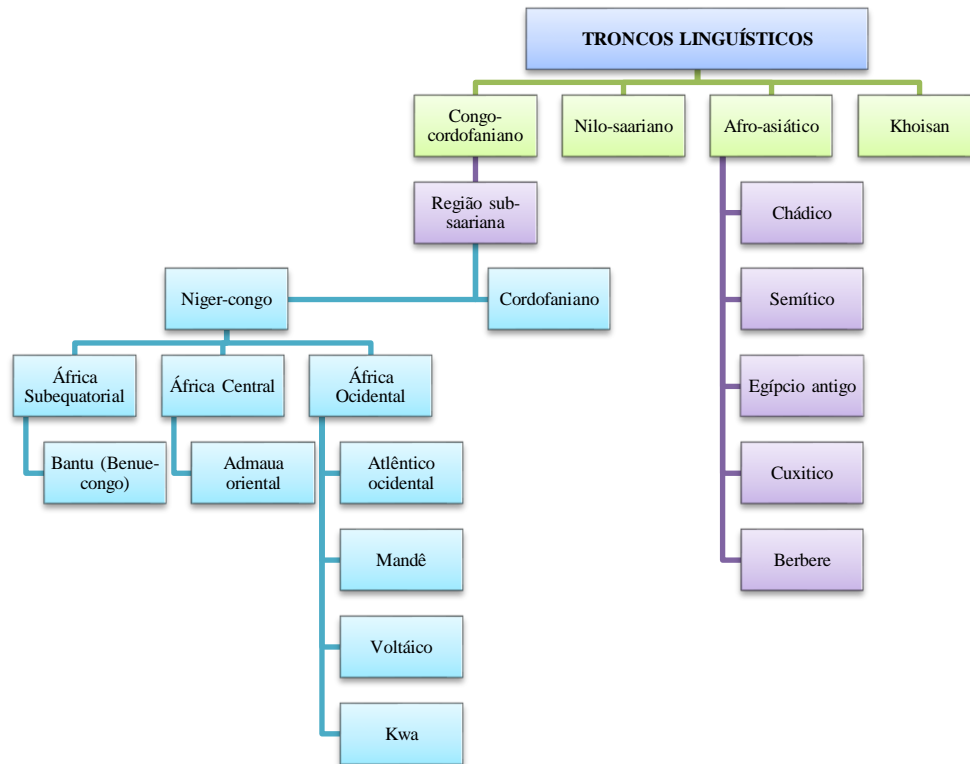 TRONCOS LINGUÍSTICOS
Congo-
cordofaniano
Nilo-saariano
Afro-asiático
Khoisan
Região sub-
saariana
Chádico
Semítico
Egípcio antigo
Cuxitico
Berbere
Niger-congo
Cordofaniano
África
Subequatorial
África Central
África
Ocidental
Bantu (Benue-
congo)
Admaua
oriental
Atlêntico
ocidental
Mandê
Voltáico
Kwa